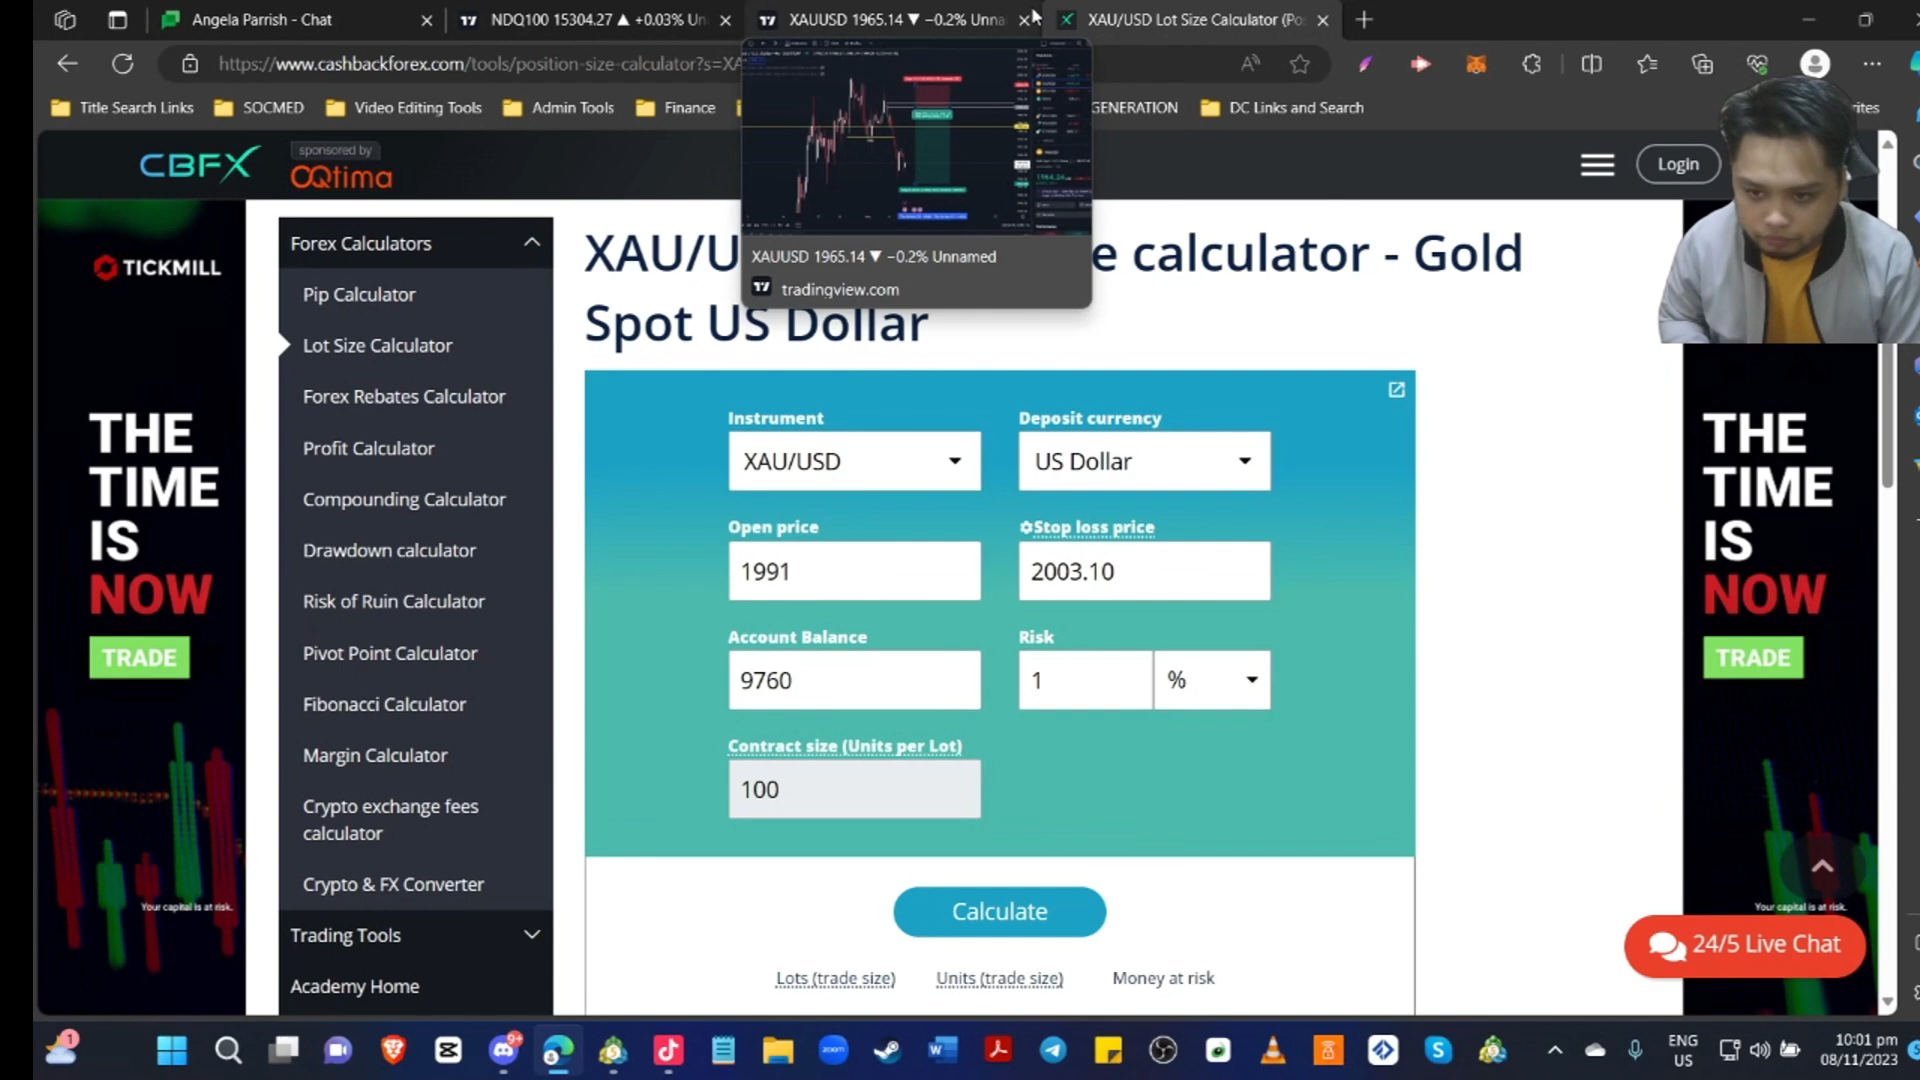 Angela Parrish - Chat
NDQ100 15304.27 ▲ +0.03% Un
XAUUSD 1965.14 ▼ −0.2% Unna
XAU/USD Lot Size Calculator (Po
https://www.cashbackforex.com/tools/position-size-calculator?s=XA
Title Search Links
SOCMED
Video Editing Tools
Admin Tools
Finance
GENERATION
DC Links and Search
CBFX
sponsored by
OQtima
Login
XAUUSD 1965.14 ▼ −0.2% Unnamed
tradingview.com
TICKMILL
THE
TIME
IS
NOW
TRADE
Your capital is at risk.
Forex Calculators
Pip Calculator
Lot Size Calculator
Forex Rebates Calculator
Profit Calculator
Compounding Calculator
Drawdown calculator
Risk of Ruin Calculator
Pivot Point Calculator
Fibonacci Calculator
Margin Calculator
Crypto exchange fees
calculator
Crypto & FX Converter
Trading Tools
Academy Home
XAU/U e calculator - Gold
Spot US Dollar
Instrument
XAU/USD
Deposit currency
US Dollar
Open price
1991
Stop loss price
2003.10
Account Balance
9760
Risk
1
%
Contract size (Units per Lot)
100
Calculate
Lots (trade size)
Units (trade size)
Money at risk
THE
TIME
IS
NOW
TRADE
Your capital is at risk.
24/5 Live Chat
1
9+
zoom
ENG
US
10:01 pm
08/11/2023